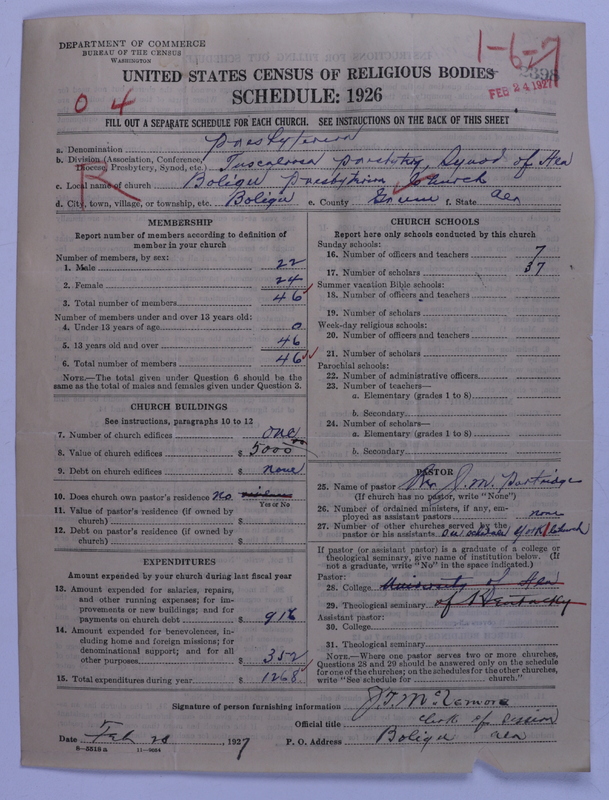 DEPARTMENT OF COMMERCE
BUREAU OF THE CENSUS
WASHINGTON
1-6-7
2398
FEB 24 1927
UNITED STATES CENSUS OF RELIGIOUS BODIES
SCHEDULE: 1926
0 4
FILL OUT A SEPARATE SCHEDULE FOR EACH CHURCH. SEE INSTRUCTIONS ON THE BACK OF THIS SHEET
a. Denomination Presbyterian
b. Division (Association, Conference, Diocese, Presbytery, Synod, etc.) Tuscaloosa Presbytery, Synod of Ala
R
c. Local name of church Boligu Presbyterian Church
d. City, town, village, or township, etc. Boligu e. County Greene f. State Ala
MEMBERSHIP
Report number of members according to definition of
member in your church
Number of members, by sex:
1. Male 22
2. Female 24
3. Total number of members 46
Number of members under and over 13 years old:
4. Under 13 years of age 0
5. 13 years old and over 46
6. Total number of members 46
NOTE.—The total given under Question 6 should be the
same as the total of males and females given under Question 3.
CHURCH BUILDINGS
See instructions, paragraphs 10 to 12
7. Number of church edifices one
8. Value of church edifices $ 5000
9. Debt on church edifices $ none
10. Does church own pastor's residence no
Yes or No
11. Value of pastor's residence (if owned by
church) $
12. Debt on pastor's residence (if owned by
church) $
EXPENDITURES
Amount expended by your church during last fiscal year
13. Amount expended for salaries, repairs,
and other running expenses; for im-
provements or new buildings; and for
payments on church debt $ 916
14. Amount expended for benevolences, in-
cluding home and foreign missions; for
denominational support; and for all
other purposes $ 352
15. Total expenditures during year $ 1268
CHURCH SCHOOLS
Report here only schools conducted by this church
Sunday schools:
16. Number of officers and teachers 7
17. Number of scholars 37
Summer vacation Bible schools:
18. Number of officers and teachers
19. Number of scholars
Week-day religious schools:
20. Number of officers and teachers
21. Number of scholars
Parochial schools:
22. Number of administrative officers
23. Number of teachers—
a. Elementary (grades 1 to 8)
b. Secondary
24. Number of scholars—
a. Elementary (grades 1 to 8)
b. Secondary
PASTOR
25. Name of pastor Rev J. M. Partridge
(If church has no pastor, write "None")
26. Number of ordained ministers, if any, em-
ployed as assistant pastors none
27. Number of other churches served by the
pastor or his assistants See schedule of York Church
If pastor (or assistant pastor) is a graduate of a college or
theological seminary, give name of institution below. (If
not a graduate, write "No" in the space indicated.)
Pastor:
28. College University of Ala
29. Theological seminary of Kentucky
Assistant pastor:
30. College
31. Theological seminary
NOTE.—Where one pastor serves two or more churches,
Questions 28 and 29 should be answered only on the schedule
for one of the churches; on the schedules for the other churches,
write "See schedule for church."
Signature of person furnishing information
Official title Clerk of Session
Date Feb 20, 1927 P. O. Address Boligu Ala
8-5518 a 11-9084